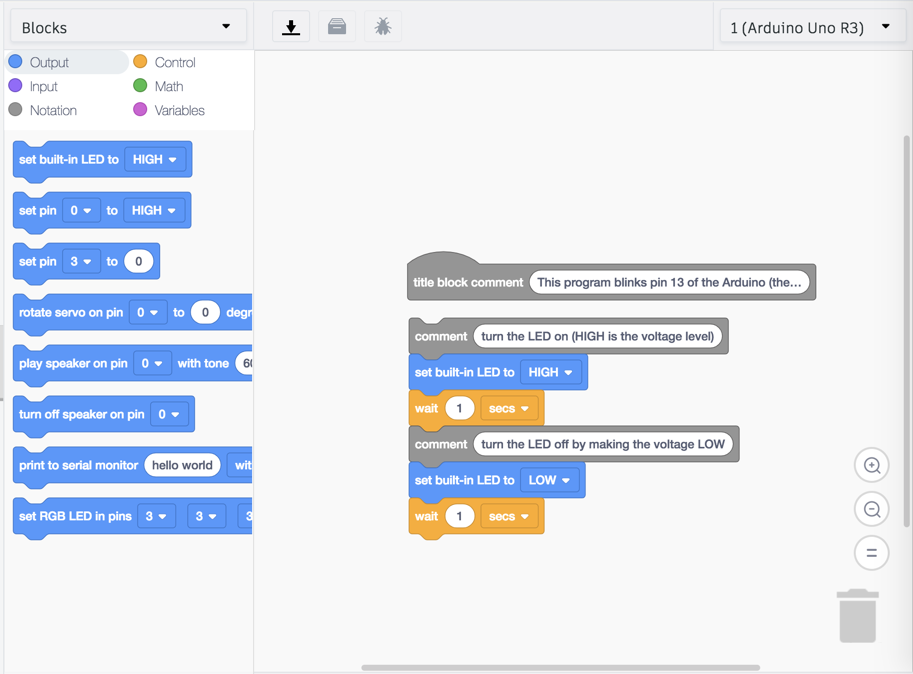 Blocks
1 (Arduino Uno R3)
Output
Control
Input
Math
Notation
Variables
set built-in LED to HIGH
set pin 0 to HIGH
set pin 3 to 0
rotate servo on pin 0 to 0 degr
play speaker on pin 0 with tone 60
turn off speaker on pin 0
print to serial monitor hello world wit
set RGB LED in pins 3 3 3
title block comment This program blinks pin 13 of the Arduino (the...
comment turn the LED on (HIGH is the voltage level)
set built-in LED to HIGH
wait 1 secs
comment turn the LED off by making the voltage LOW
set built-in LED to LOW
wait 1 secs